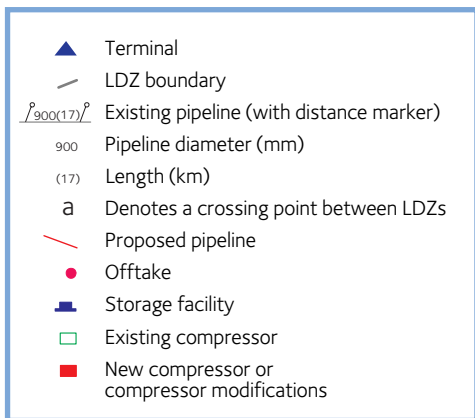 Terminal
LDZ boundary
900(17) Existing pipeline (with distance marker)
900 Pipeline diameter (mm)
(17) Length (km)
a Denotes a crossing point between LDZs
Proposed pipeline
Offtake
Storage facility
Existing compressor
New compressor or
compressor modifications